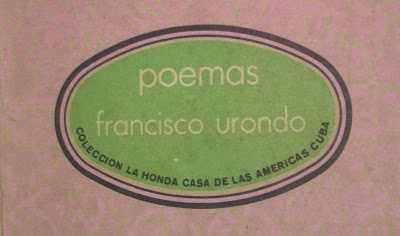 poemas
francisco urondo
COLECCION LA HONDA CASA DE LAS AMERICAS CUBA